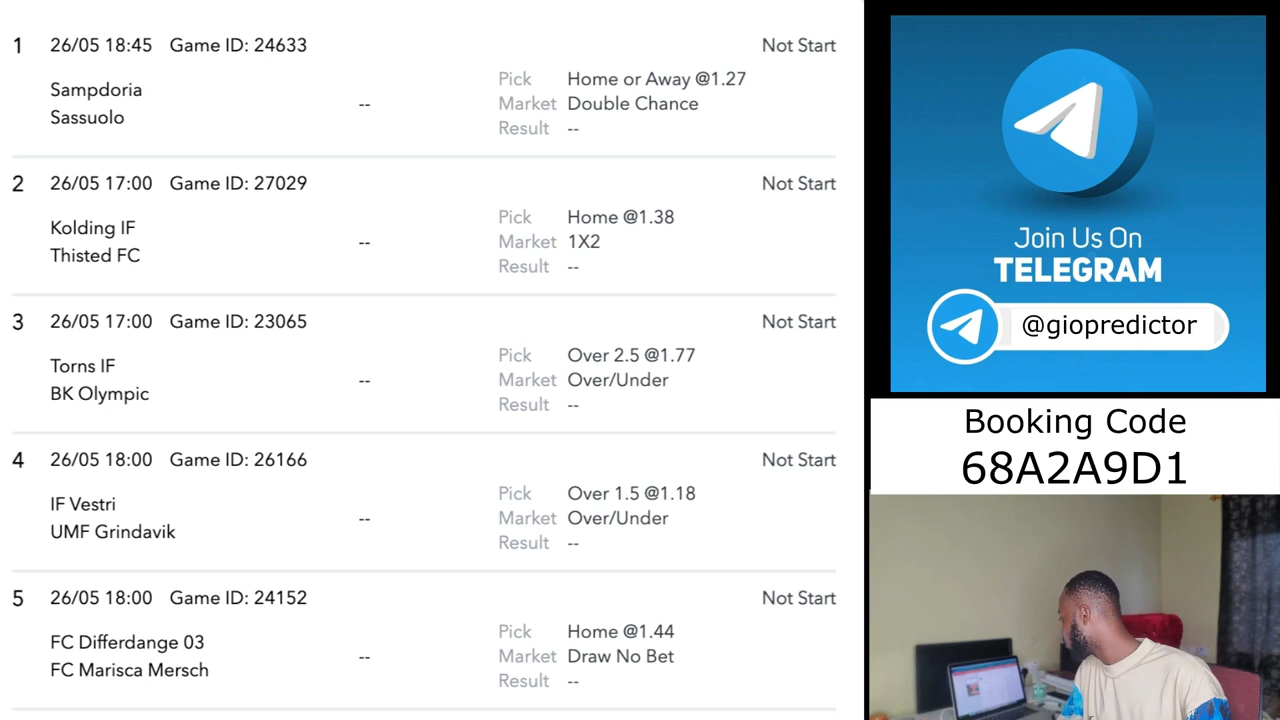 1 26/05 18:45 Game ID: 24633 Not Start
Sampdoria
Sassuolo
--
Pick Home or Away @1.27
Market Double Chance
Result --
2 26/05 17:00 Game ID: 27029 Not Start
Kolding IF
Thisted FC
--
Pick Home @1.38
Market 1X2
Result --
3 26/05 17:00 Game ID: 23065 Not Start
Torns IF
BK Olympic
--
Pick Over 2.5 @1.77
Market Over/Under
Result --
4 26/05 18:00 Game ID: 26166 Not Start
IF Vestri
UMF Grindavik
--
Pick Over 1.5 @1.18
Market Over/Under
Result --
5 26/05 18:00 Game ID: 24152 Not Start
FC Differdange 03
FC Marisca Mersch
--
Pick Home @1.44
Market Draw No Bet
Result --
Join Us On
TELEGRAM
@giopredictor
Booking Code
68A2A9D1